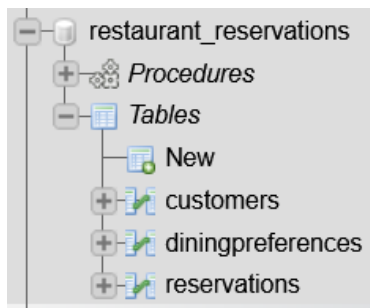 restaurant_reservations
Procedures
Tables
New
customers
diningpreferences
reservations